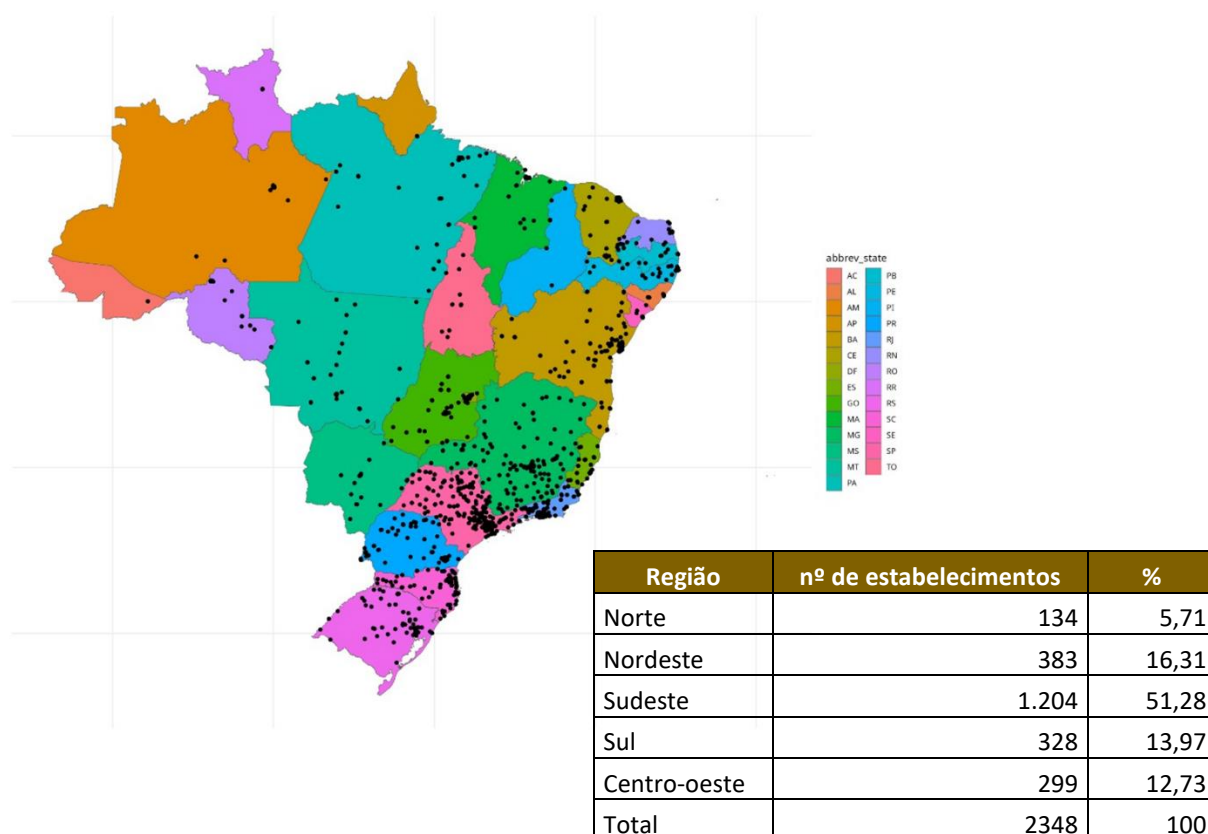 abbrev_state
AC PB
AL PE
AM PI
AP PR
BA RJ
CE RN
DF RO
ES RR
GO RS
MA SC
MG SE
MS SP
MT TO
PA
Região nº de estabelecimentos %
Norte 134 5,71
Nordeste 383 16,31
Sudeste 1.204 51,28
Sul 328 13,97
Centro-oeste 299 12,73
Total 2348 100